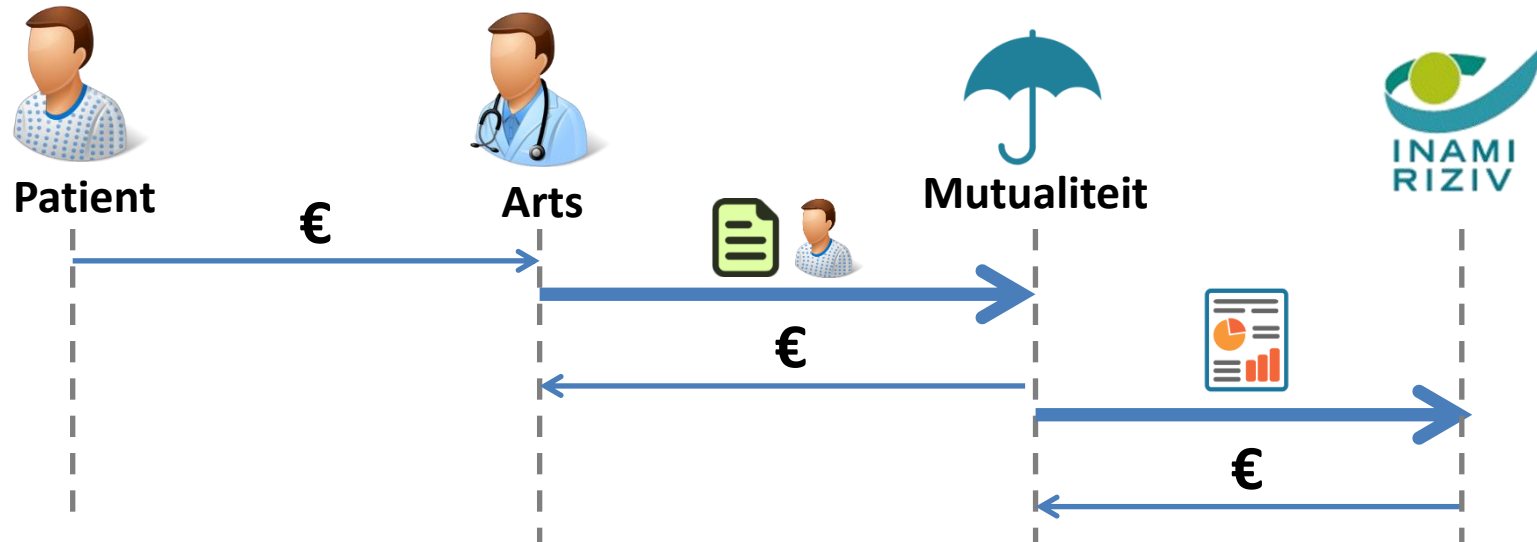 INAMI
RIZIV
Patient
Arts
Mutualiteit
€
€
€